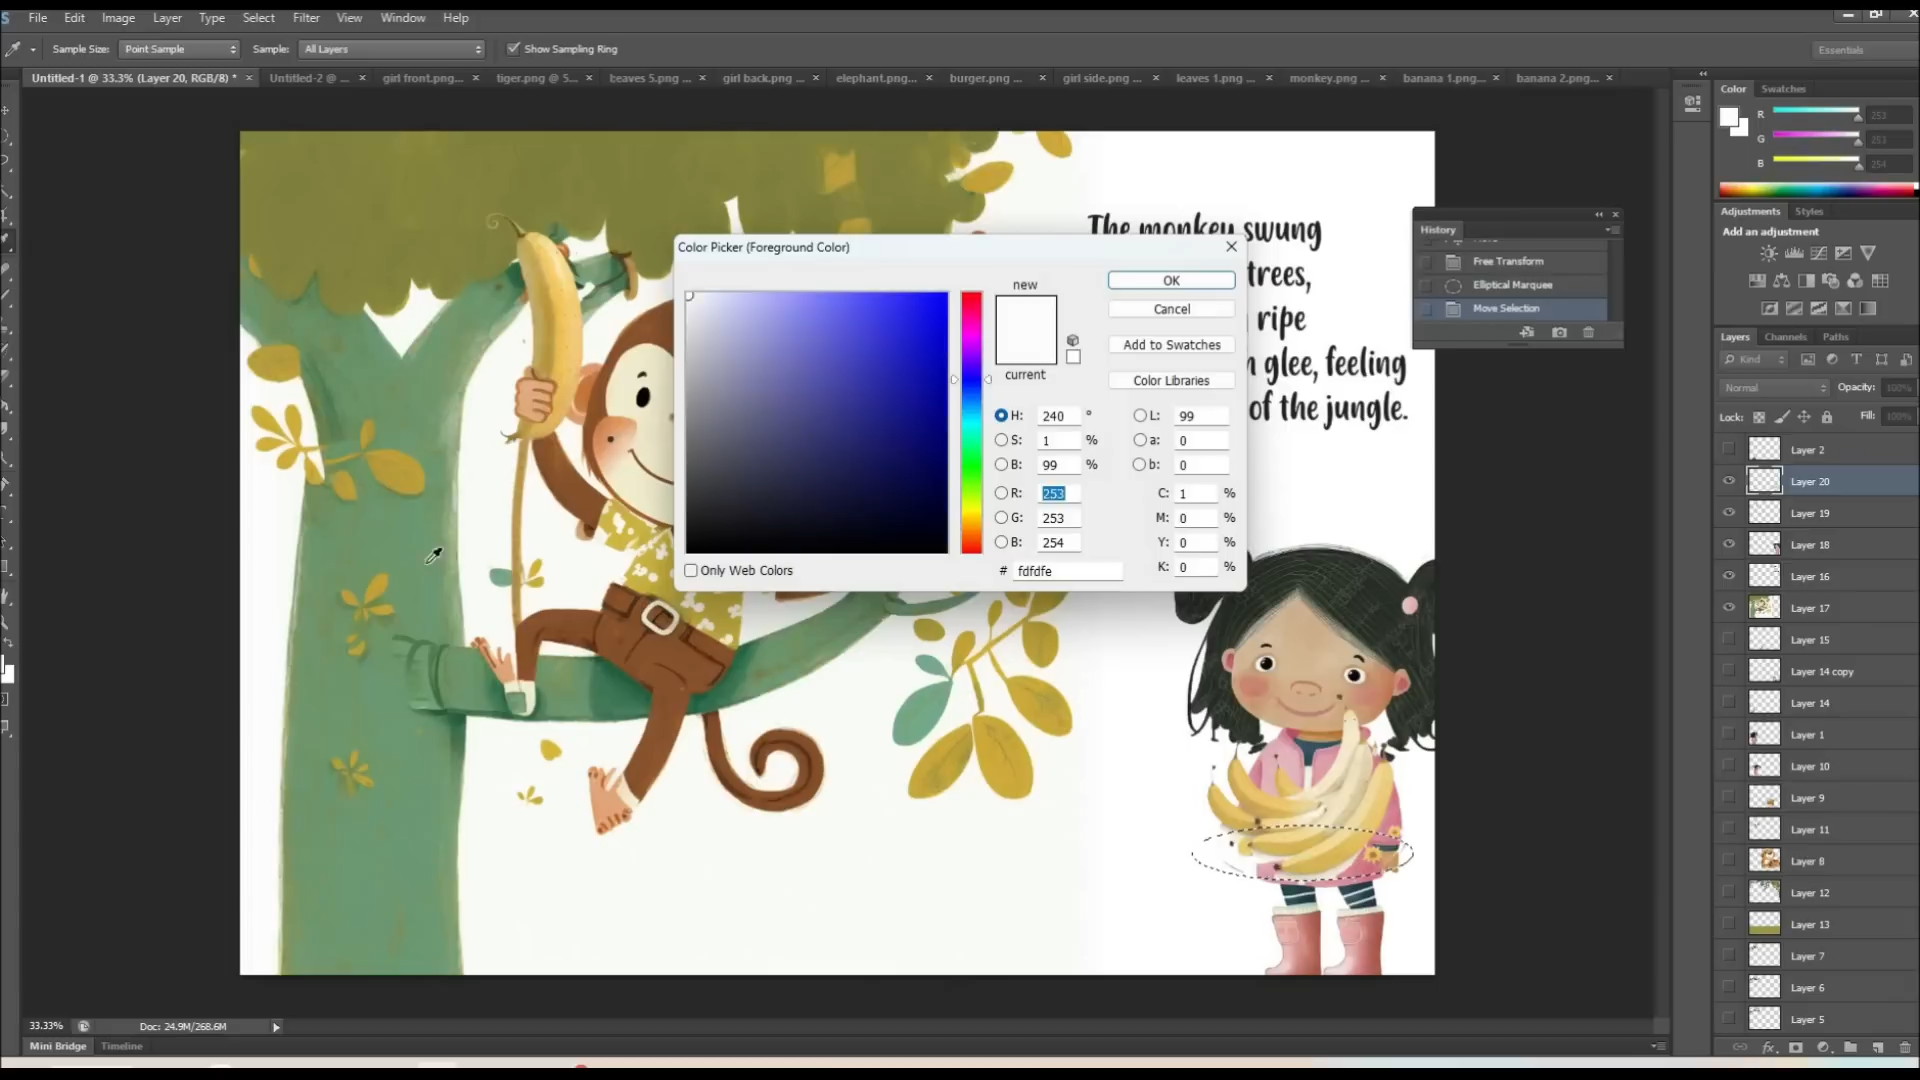 File Edit Image Layer Type Select Filter View Window Help
Sample Size: Point Sample Sample: All Layers Show Sampling Ring Essentials
Untitled-1 @ 33.3% (Layer 20, RGB/8) * × Untitled-2 @ ... × girl front.png... × tiger.png @ 5... × leaves 5.png ... × girl back.png ... × elephant.png... × burger.png ... × girl side.png ... × leaves 1.png ... × monkey.png ... × banana 1.png... × banana 2.png... ×
Color Swatches
R 253
G 253
B 254
Adjustments Styles
Add an adjustment
Layers Channels Paths
Kind
Normal Opacity: 100%
Lock: Fill: 100%
Layer 2
Layer 20
Layer 19
Layer 18
Layer 16
Layer 17
Layer 15
Layer 14 copy
Layer 14
Layer 1
Layer 10
Layer 9
Layer 11
Layer 8
Layer 12
Layer 13
Layer 7
Layer 6
Layer 5
History
Free Transform
Elliptical Marquee
Move Selection
The monkey swung
trees,
ripe
glee, feeling
of the jungle.
Color Picker (Foreground Color)
new
current
OK
Cancel
Add to Swatches
Color Libraries
H: 240 ° L: 99
S: 1 % a: 0
B: 99 % b: 0
R: 253 C: 1 %
G: 253 M: 0 %
B: 254 Y: 0 %
# fdfdfe K: 0 %
Only Web Colors
33.33% Doc: 24.9M/268.6M
Mini Bridge Timeline